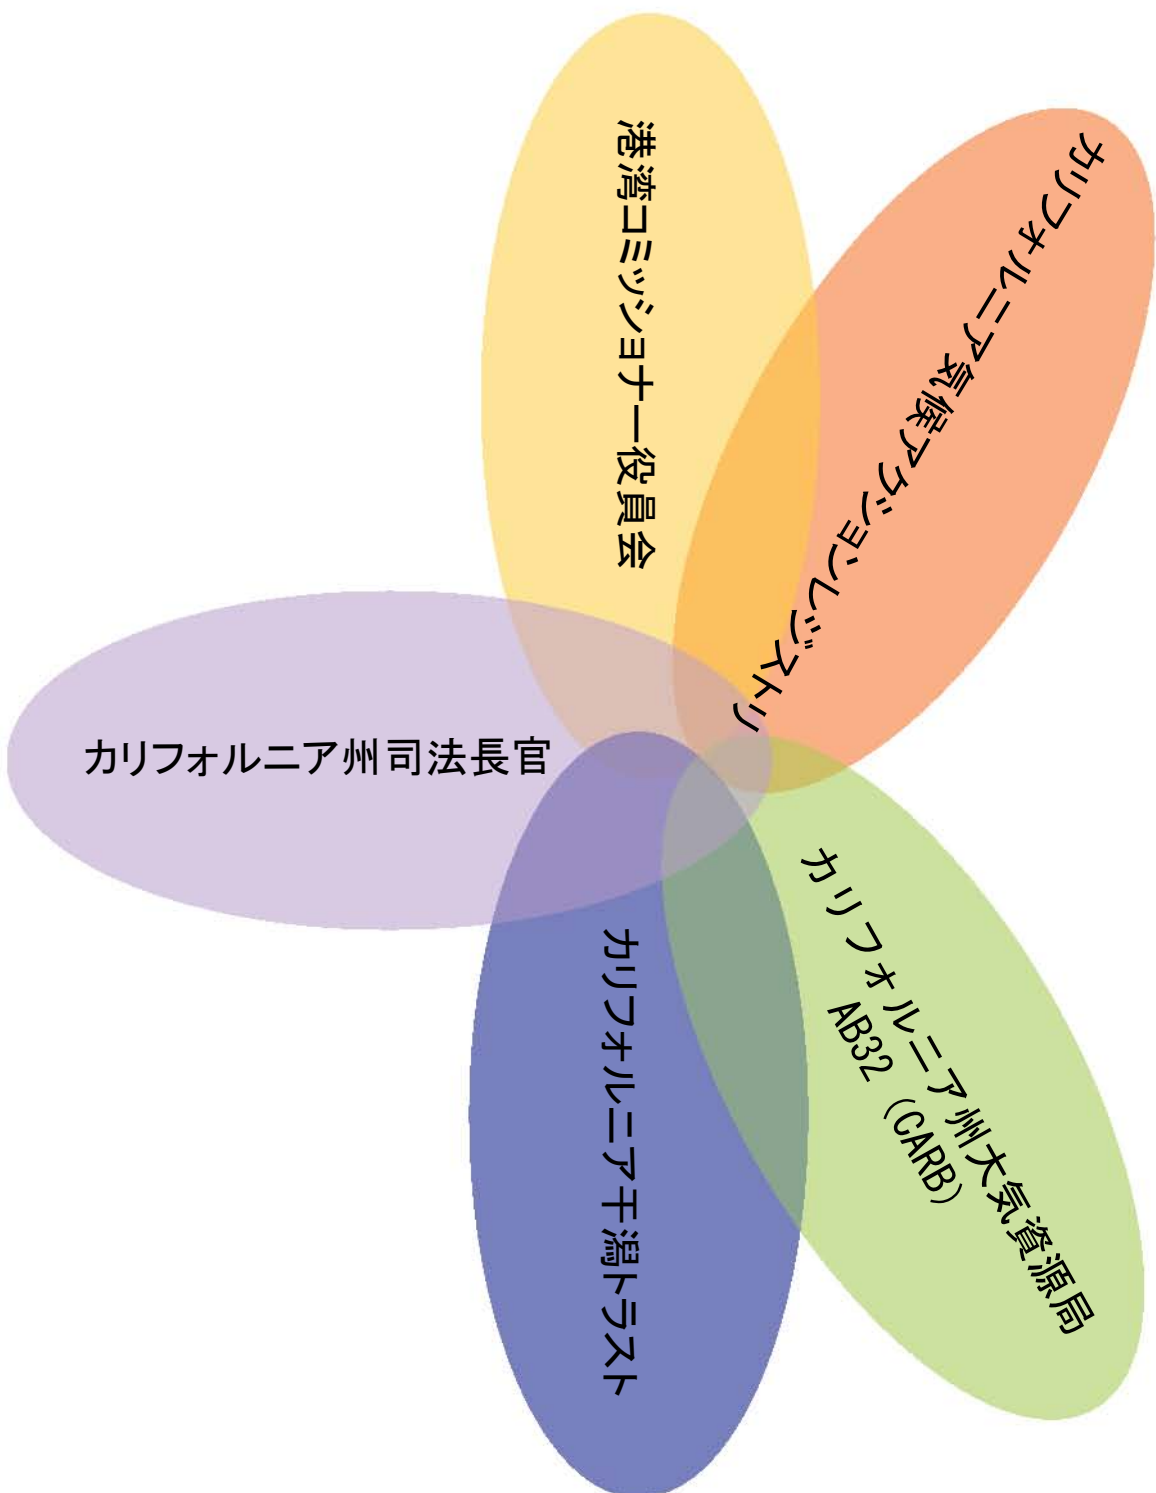 港湾コミッショナー役員会
カリフォルニア気候アクションレジストリ
カリフォルニア州司法長官
カリフォルニア州大気資源局
AB32 (CARB)
カリフォルニア干潟トラスト